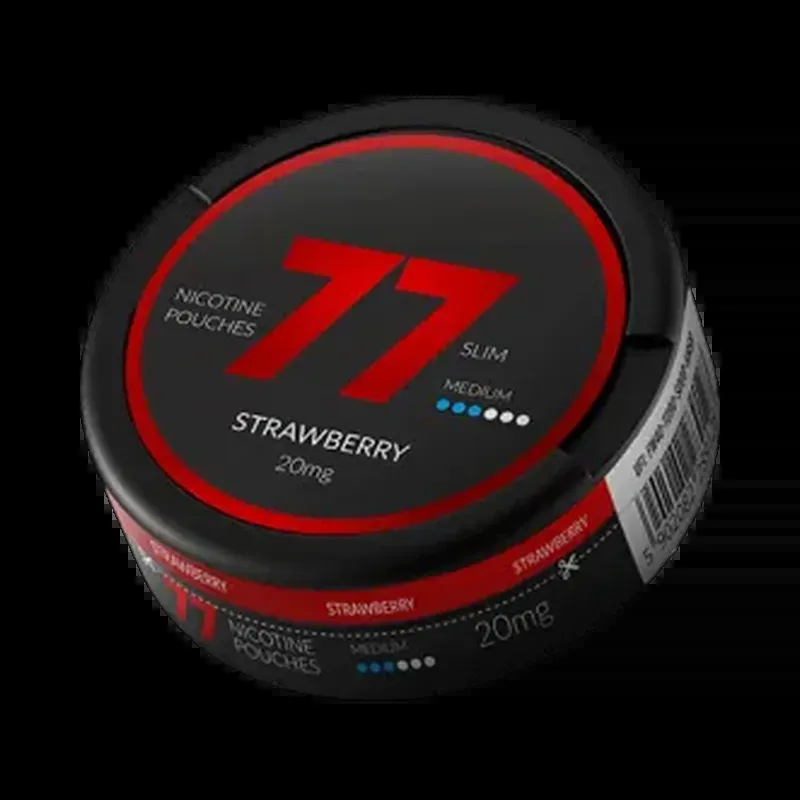 77
NICOTINE
POUCHES
SLIM
MEDIUM
STRAWBERRY
20mg
STRAWBERRY
STRAWBERRY
STRAWBERRY
77
NICOTINE
POUCHES
MEDIUM
20mg